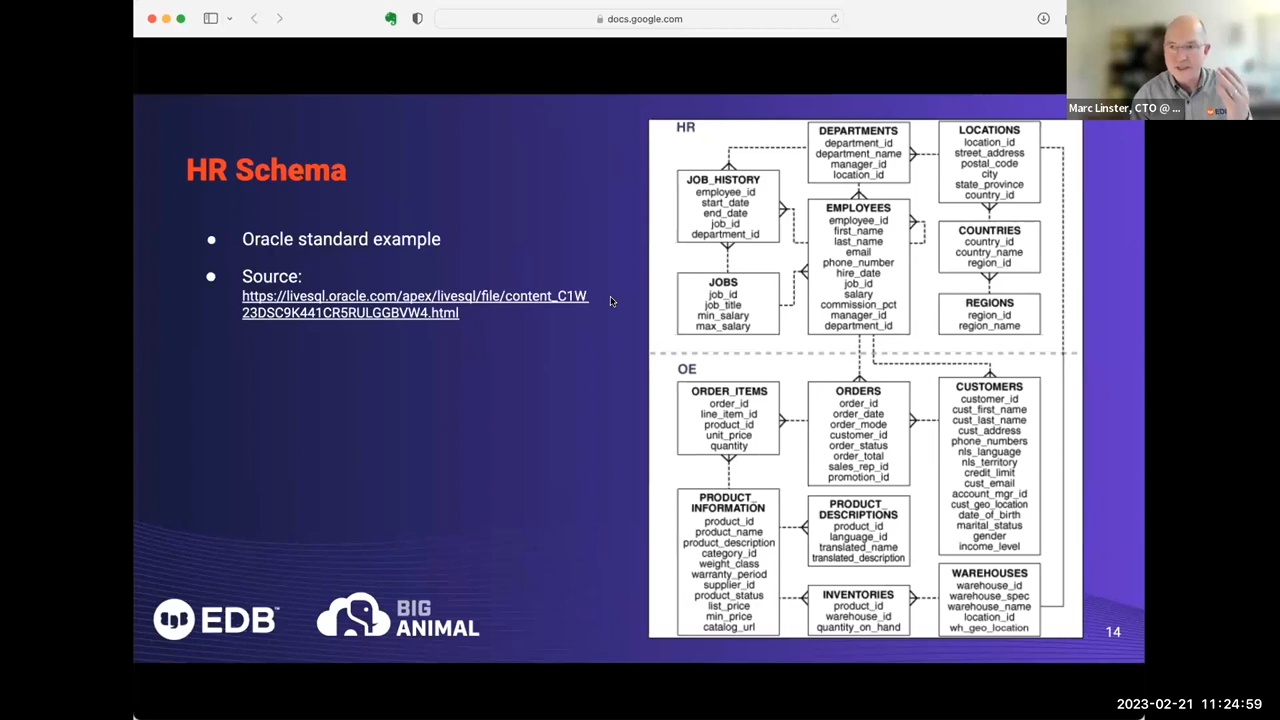 docs.google.com
Marc Linster, CTO @ ...
EDB
HR Schema
Oracle standard example
Source:
https://livesql.oracle.com/apex/livesql/file/content_C1W
23DSC9K441CR5RULGGBVW4.html
HR
DEPARTMENTS
department_id
department_name
manager_id
location_id
LOCATIONS
location_id
street_address
postal_code
city
state_province
country_id
JOB_HISTORY
employee_id
start_date
end_date
job_id
department_id
EMPLOYEES
employee_id
first_name
last_name
email
phone_number
hire_date
job_id
salary
commission_pct
manager_id
department_id
COUNTRIES
country_id
country_name
region_id
JOBS
job_id
job_title
min_salary
max_salary
REGIONS
region_id
region_name
OE
ORDER_ITEMS
order_id
line_item_id
product_id
unit_price
quantity
ORDERS
order_id
order_date
order_mode
customer_id
order_status
order_total
sales_rep_id
promotion_id
CUSTOMERS
customer_id
cust_first_name
cust_last_name
cust_address
phone_numbers
nls_language
nls_territory
credit_limit
cust_email
account_mgr_id
cust_geo_location
date_of_birth
marital_status
gender
income_level
PRODUCT_
INFORMATION
product_id
product_name
product_description
category_id
weight_class
warranty_period
supplier_id
product_status
list_price
min_price
catalog_url
PRODUCT_
DESCRIPTIONS
product_id
language_id
translated_name
translated_description
INVENTORIES
product_id
warehouse_id
quantity_on_hand
WAREHOUSES
warehouse_id
warehouse_spec
warehouse_name
location_id
wh_geo_location
EDB™
BIG
ANIMAL
14
2023-02-21 11:24:59